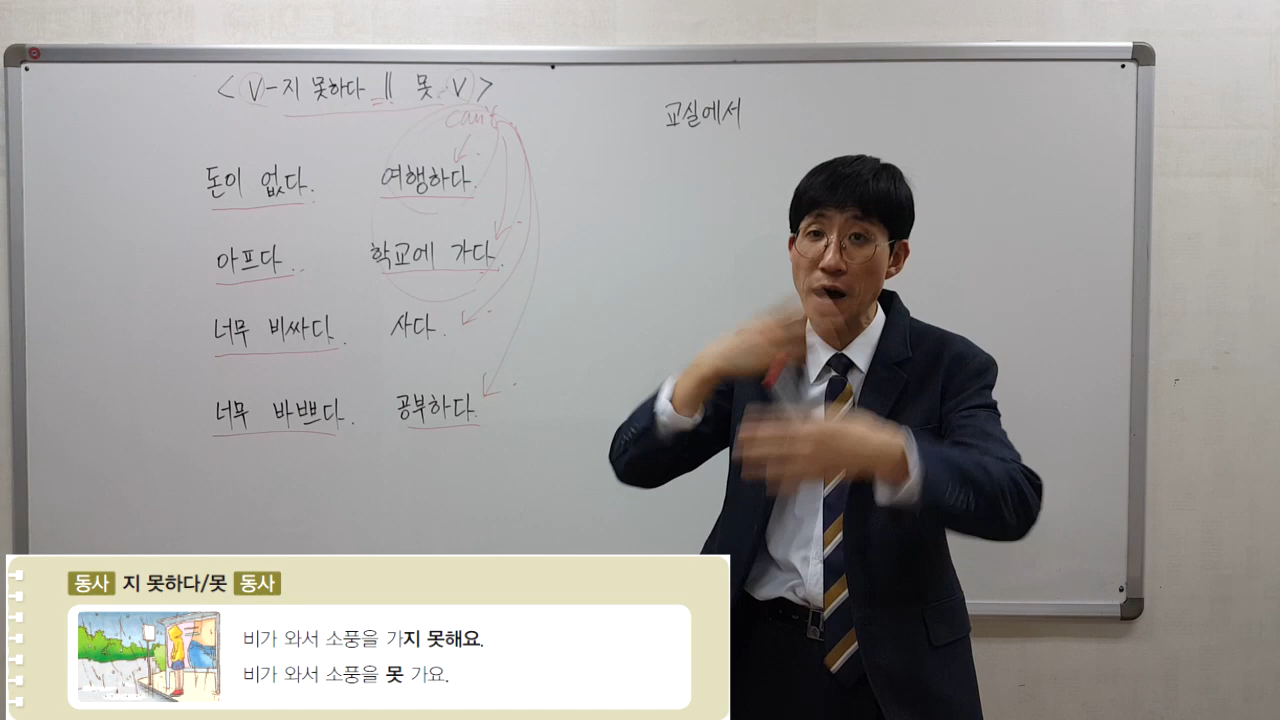 < V-지 못하다 || 못 V >
can't
교실에서
돈이 없다. 여행하다.
아프다. 학교에 가다.
너무 비싸다. 사다.
너무 바쁘다. 공부하다.
동사 지 못하다/못 동사
비가 와서 소풍을 가지 못해요.
비가 와서 소풍을 못 가요.